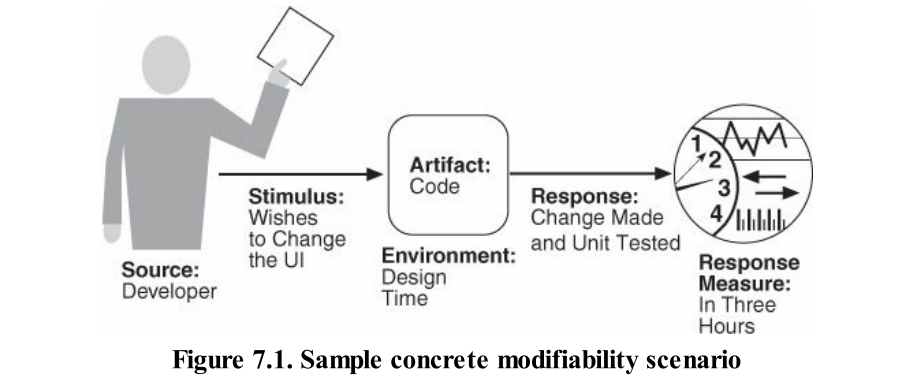 Source:
Developer
Stimulus:
Wishes
to Change
the UI
Artifact:
Code
Environment:
Design
Time
Response:
Change Made
and Unit Tested
1
2
3
4
Response
Measure:
In Three
Hours
Figure 7.1. Sample concrete modifiability scenario